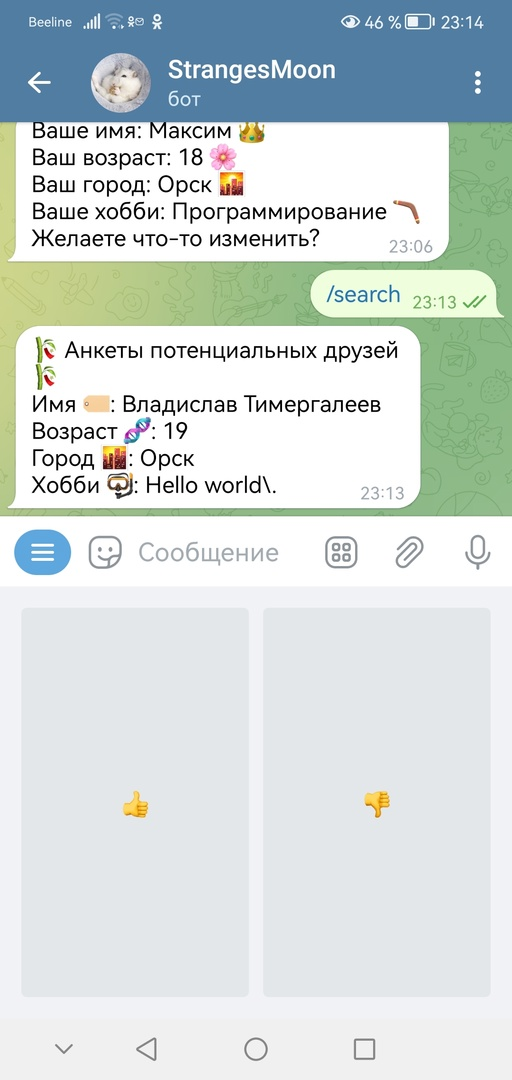 Beeline 46 % 23:14
StrangesMoon
бот
Ваше имя: Максим 👑
Ваш возраст: 18 🌸
Ваш город: Орск 🌇
Ваше хобби: Программирование 🪃
Желаете что-то изменить?
23:06
/search 23:13
🎋 Анкеты потенциальных друзей
🎋
Имя 🏷️: Владислав Тимергалеев
Возраст 🧬: 19
Город 🌇: Орск
Хобби 🤿: Hello world\.
23:13
Сообщение
👍 👎